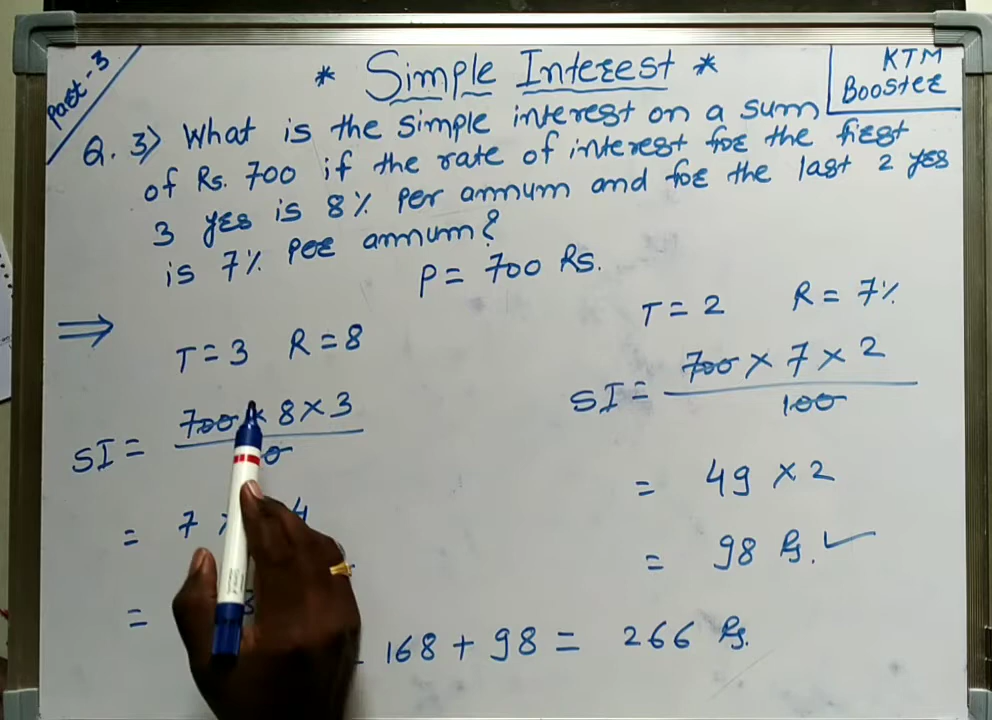 Part-3
* Simple Interest *
KTM
Booster
Q. 3) What is the simple interest on a sum
of Rs. 700 if the rate of interest for the first
3 yrs is 8% per annum and for the last 2 yrs
is 7% per annum?
P = 700 Rs.
⇒
T = 3 R = 8
SI = 700 × 8 × 3
= 7
4
=
T = 2 R = 7%
SI = 700 × 7 × 2
100
= 49 × 2
= 98 Rs. ✓
168 + 98 = 266 Rs.